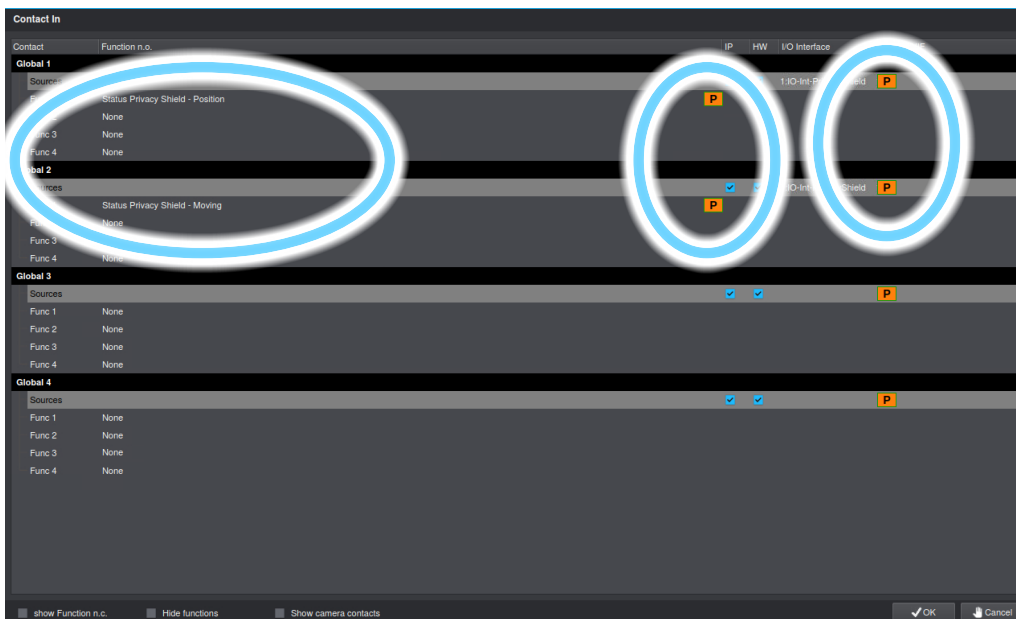 Contact In
Contact Function n.o. IP HW I/O Interface
Global 1
Sources P
Status Privacy Shield - Position P
None
Func 3 None
Func 4 None
Global 2
Sources Shield P
Status Privacy Shield - Moving P
None
Func 3
Func 4 None
Global 3
Sources P
Func 1 None
Func 2 None
Func 3 None
Func 4 None
Global 4
Sources P
Func 1 None
Func 2 None
Func 3 None
Func 4 None
show Function n.c. Hide functions Show camera contacts OK Cancel